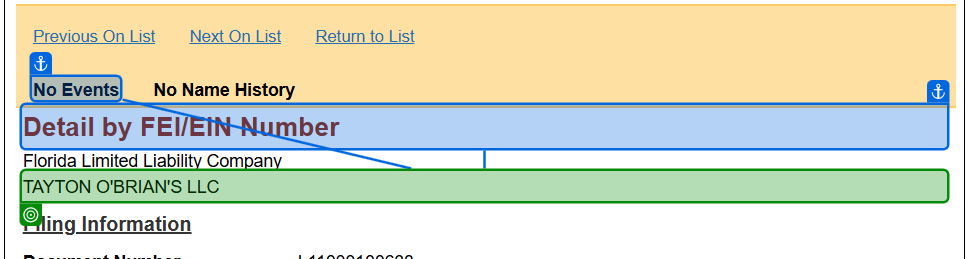 Previous On List Next On List Return to List
No Events No Name History
Detail by FEI/EIN Number
Florida Limited Liability Company
TAYTON O'BRIAN'S LLC
Filing Information
Document Number